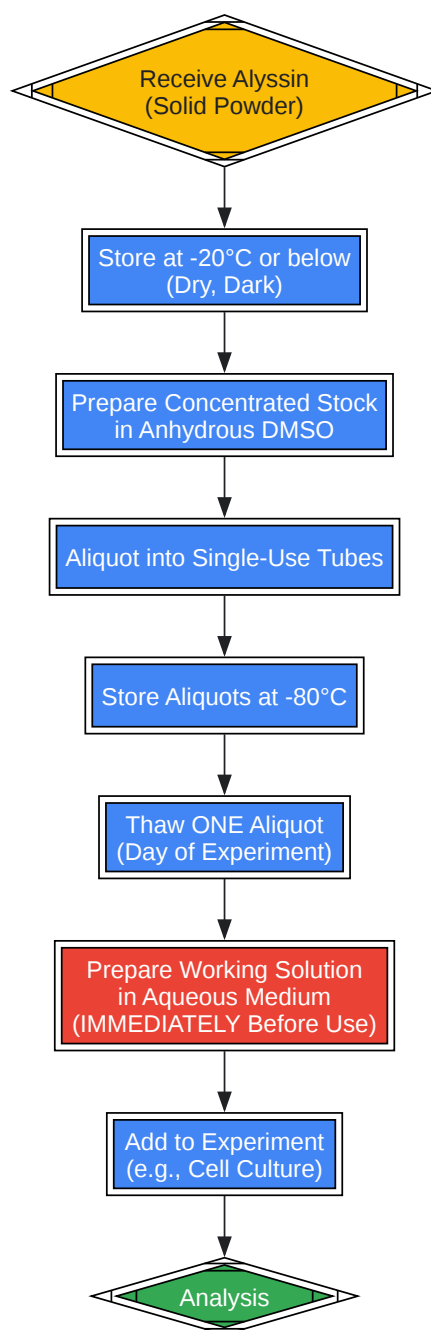 Receive Alyssin
(Solid Powder)
Store at -20°C or below
(Dry, Dark)
Prepare Concentrated Stock
in Anhydrous DMSO
Aliquot into Single-Use Tubes
Store Aliquots at -80°C
Thaw ONE Aliquot
(Day of Experiment)
Prepare Working Solution
in Aqueous Medium
(IMMEDIATELY Before Use)
Add to Experiment
(e.g., Cell Culture)
Analysis